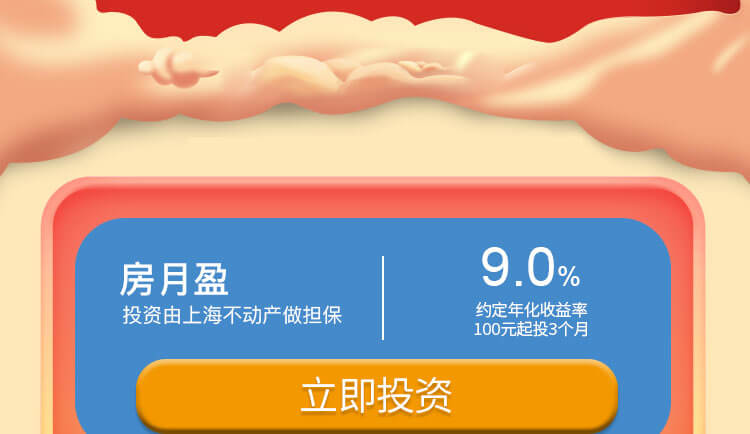 房月盈
投资由上海不动产做担保
9.0%
约定年化收益率
100元起投3个月
立即投资